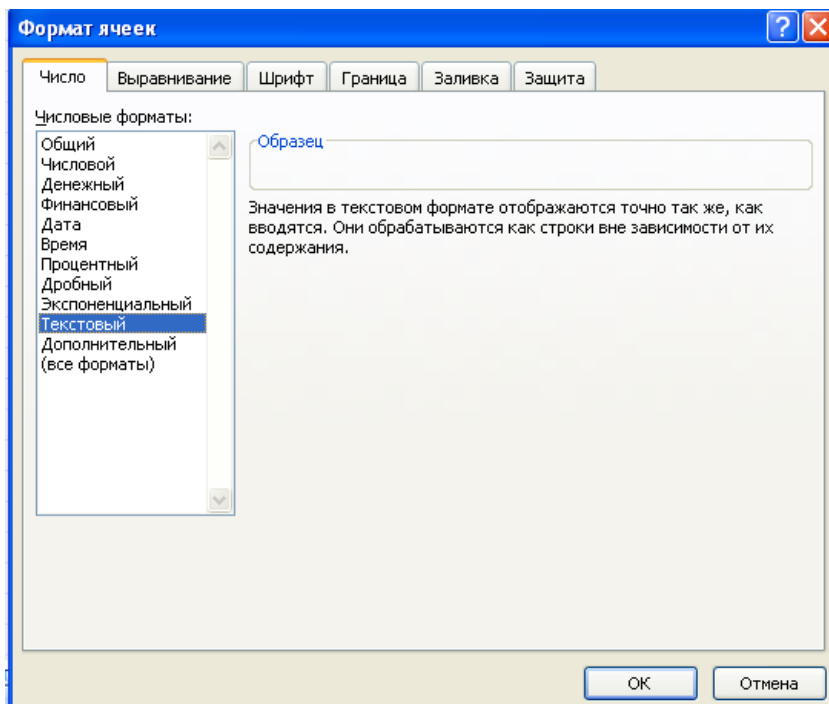 Формат ячеек
Число Выравнивание Шрифт Граница Заливка Защита
Числовые форматы:
Общий
Числовой
Денежный
Финансовый
Дата
Время
Процентный
Дробный
Экспоненциальный
Текстовый
Дополнительный
(все форматы)
Образец
Значения в текстовом формате отображаются точно так же, как
вводятся. Они обрабатываются как строки вне зависимости от их
содержания.
ОК Отмена